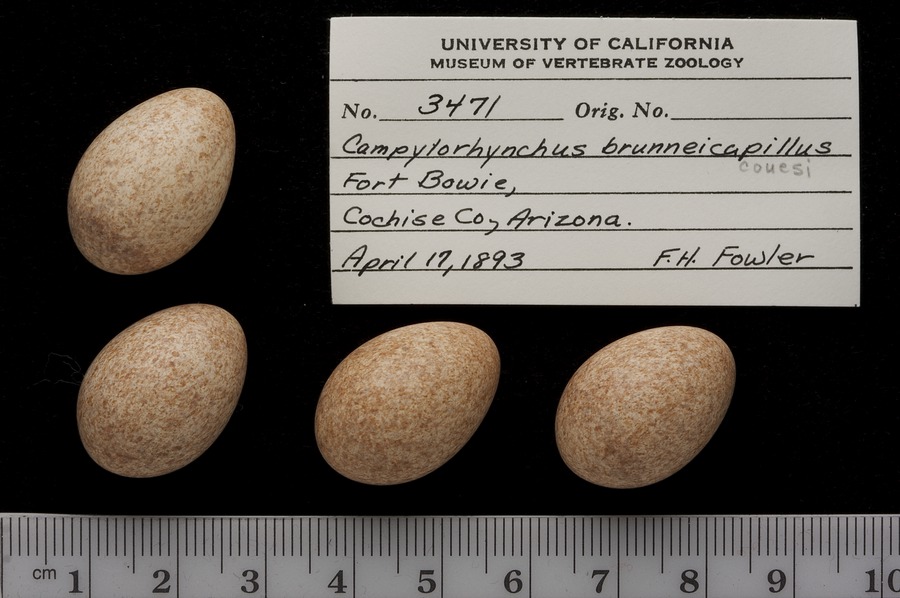 UNIVERSITY OF CALIFORNIA
MUSEUM OF VERTEBRATE ZOOLOGY
No. 3471 Orig. No.
Campylorhynchus brunneicapillus
couesi
Fort Bowie,
Cochise Co, Arizona.
April 17, 1893 F.H. Fowler
cm 1 2 3 4 5 6 7 8 9 10